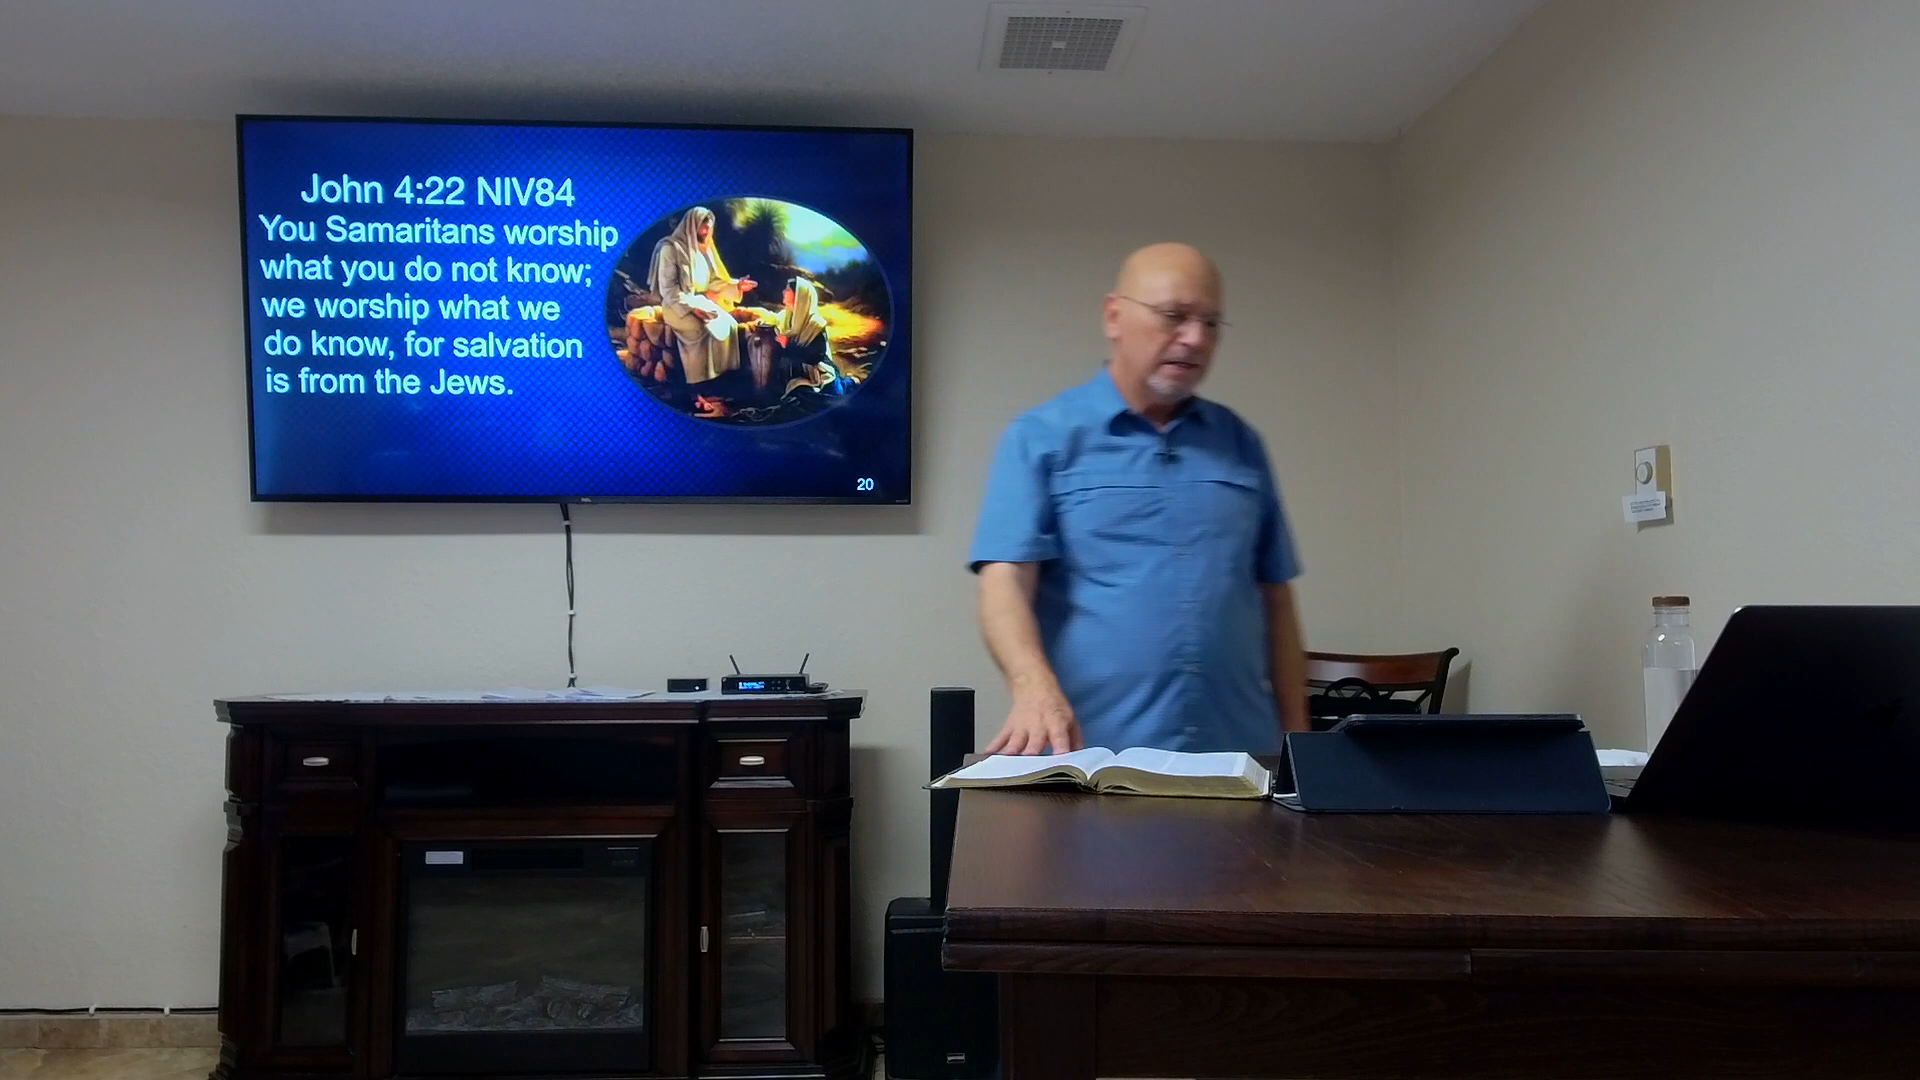 John 4:22 NIV84
You Samaritans worship
what you do not know;
we worship what we
do know, for salvation
is from the Jews.
20